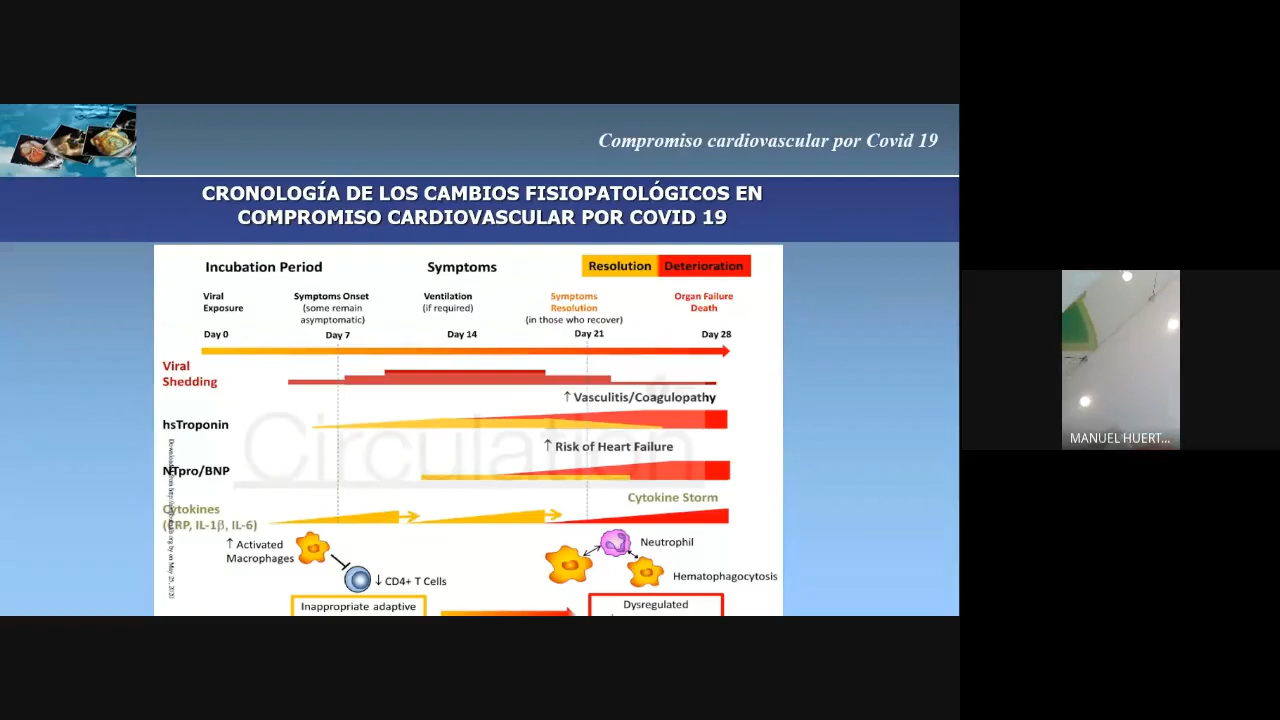 Compromiso cardiovascular por Covid 19
CRONOLOGÍA DE LOS CAMBIOS FISIOPATOLÓGICOS EN
COMPROMISO CARDIOVASCULAR POR COVID 19
Incubation Period
Symptoms
Resolution
Deterioration
Viral
Exposure
Symptoms Onset
(some remain
asymptomatic)
Ventilation
(if required)
Symptoms
Resolution
(in those who recover)
Organ Failure
Death
Day 0
Day 7
Day 14
Day 21
Day 28
Viral
Shedding
↑ Vasculitis/Coagulopathy
hsTroponin
Circulation
↑ Risk of Heart Failure
NTpro/BNP
Cytokine Storm
Cytokines
(CRP, IL-1β, IL-6)
↑ Activated
Macrophages
↓ CD4+ T Cells
Neutrophil
Hematophagocytosis
Inappropriate adaptive
Dysregulated
MANUEL HUERT...